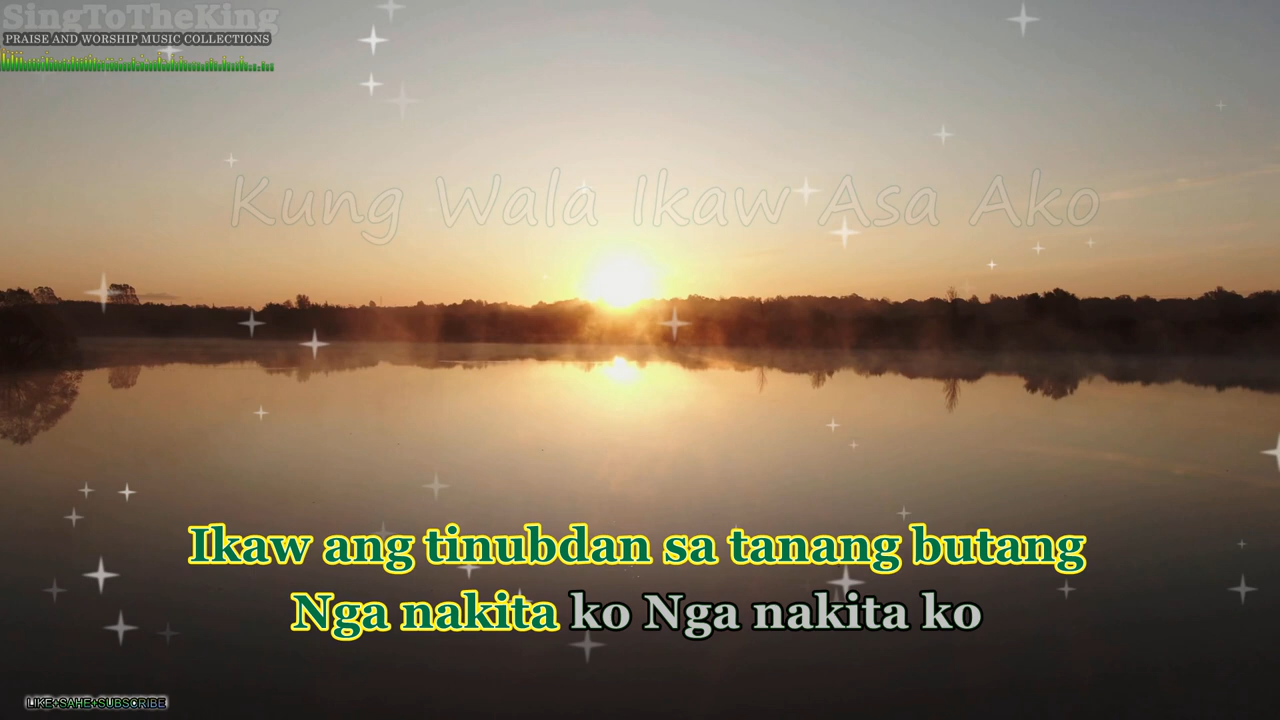 SingToTheKing
PRAISE AND WORSHIP MUSIC COLLECTIONS
Kung Wala Ikaw Asa Ako
Ikaw ang tinubdan sa tanang butang
Nga nakita ko Nga nakita ko
LIKE+SAHE+SUBSCRIBE